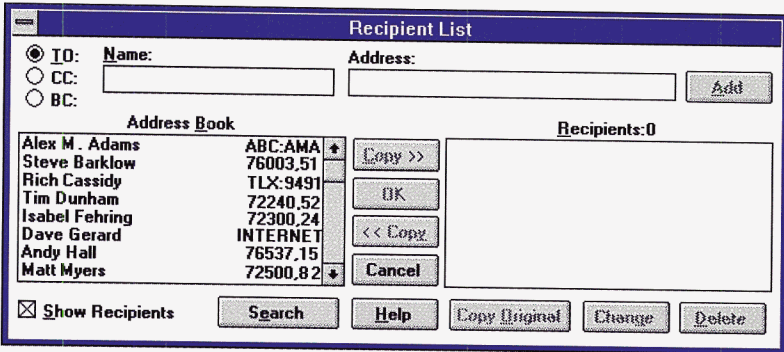 Recipient List
TO: Name: Address:
CC:
BC:
Add
Address Book Recipients:0
Alex M. Adams ABC:AMA
Steve Barklow 76003,51
Rich Cassidy TLX:9491
Tim Dunham 72240,52
Isabel Fehring 72300,24
Dave Gerard INTERNET
Andy Hall 76537,15
Matt Myers 72500,82
Copy >>
OK
<< Copy
Cancel
Show Recipients Search Help Copy Original Change Delete